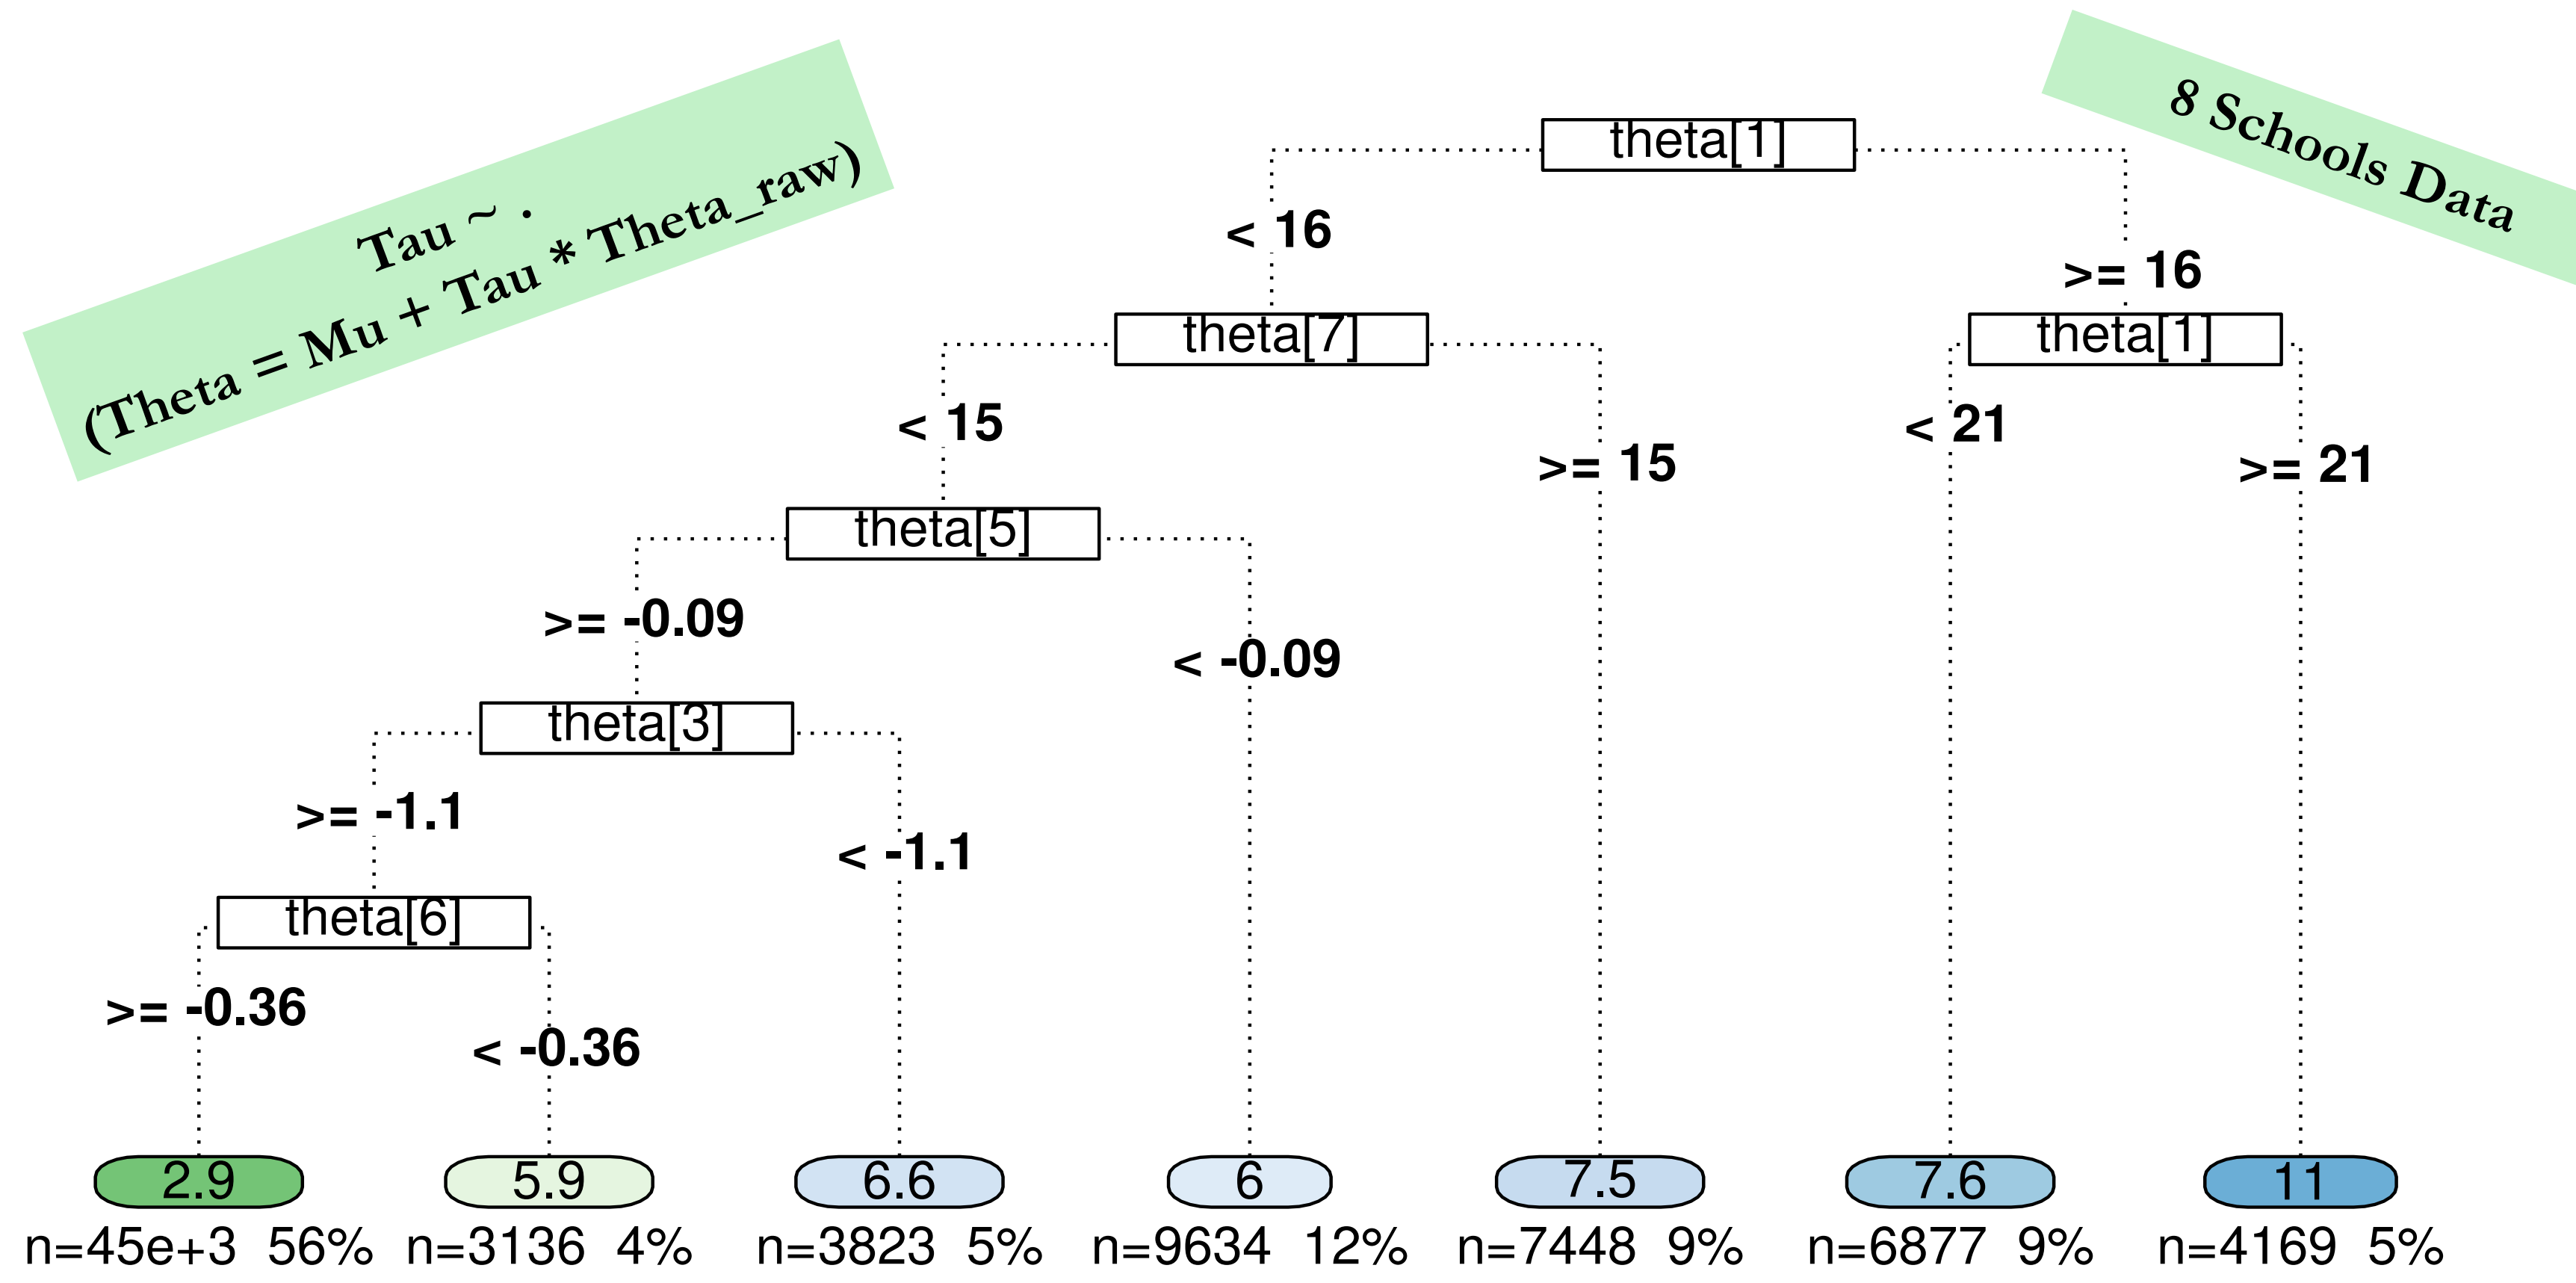 Tau ~ .
(Theta = Mu + Tau * Theta_raw)
8 Schools Data
theta[1]
< 16
>= 16
theta[7]
theta[1]
< 15
>= 15
< 21
>= 21
theta[5]
>= -0.09
< -0.09
theta[3]
>= -1.1
< -1.1
theta[6]
>= -0.36
< -0.36
2.9
5.9
6.6
6
7.5
7.6
11
n=45e+3 56%
n=3136 4%
n=3823 5%
n=9634 12%
n=7448 9%
n=6877 9%
n=4169 5%